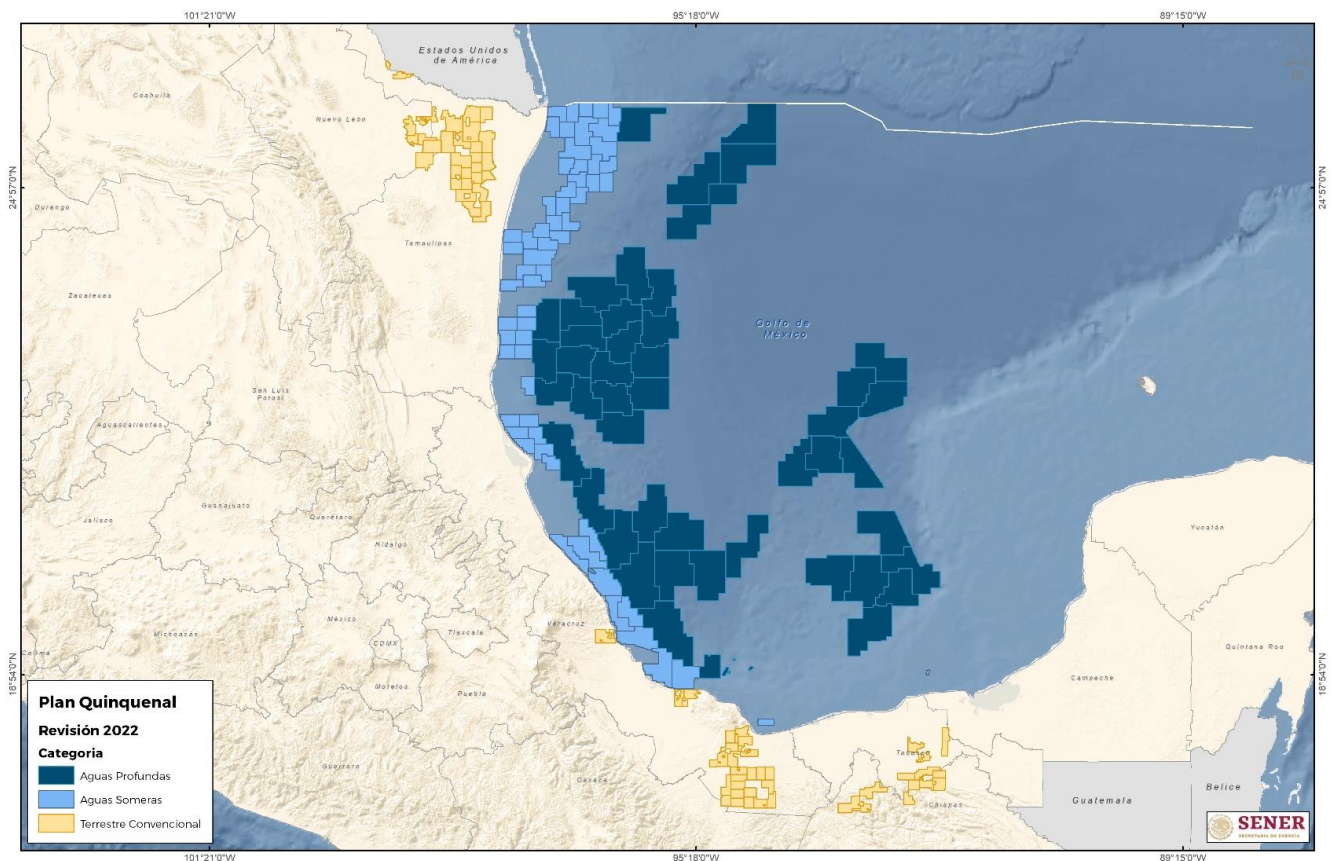 101°21'0"W
95°18'0"W
89°15'0"W
Estados Unidos
de América
Coahuila
Nuevo León
24°57'0"N
24°57'0"N
Durango
Tamaulipas
Zacatecas
Golfo de
México
San Luis
Potosí
Aguascalientes
Guanajuato
Querétaro
Jalisco
Hidalgo
Yucatán
Michoacán
México
CDMX
Tlaxcala
Veracruz
Colima
Morelos
Puebla
Quintana Roo
Campeche
18°54'0"N
18°54'0"N
Guerrero
Oaxaca
Tabasco
Chiapas
Guatemala
Belice
Plan Quinquenal
Revisión 2022
Categoria
Aguas Profundas
Aguas Someras
Terrestre Convencional
SENER
SECRETARÍA DE ENERGÍA
101°21'0"W
95°18'0"W
89°15'0"W